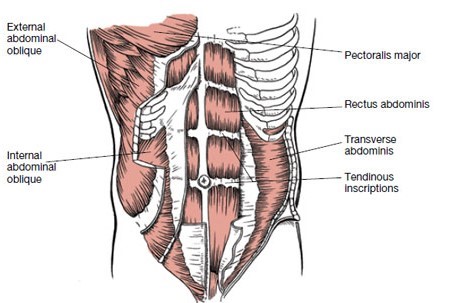 External
abdominal
oblique
Internal
abdominal
oblique
Pectoralis major
Rectus abdominis
Transverse
abdominis
Tendinous
inscriptions